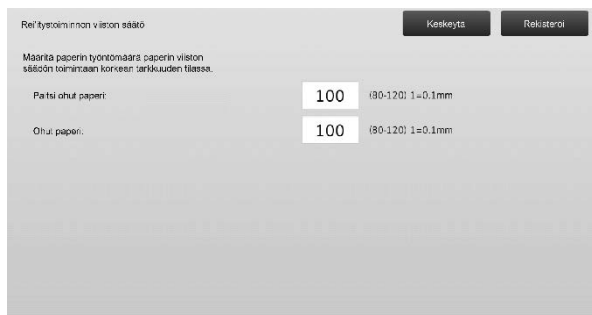 Rei'itystoiminnon viiston säätö
Keskeytä
Rekisteröi
Määritä paperin työntömäärä paperin viiston
säädön toimintaan korkean tarkkuuden tilassa.
Paitsi ohut paperi:
100
(80-120) 1=0.1mm
Ohut paperi:
100
(80-120) 1=0.1mm